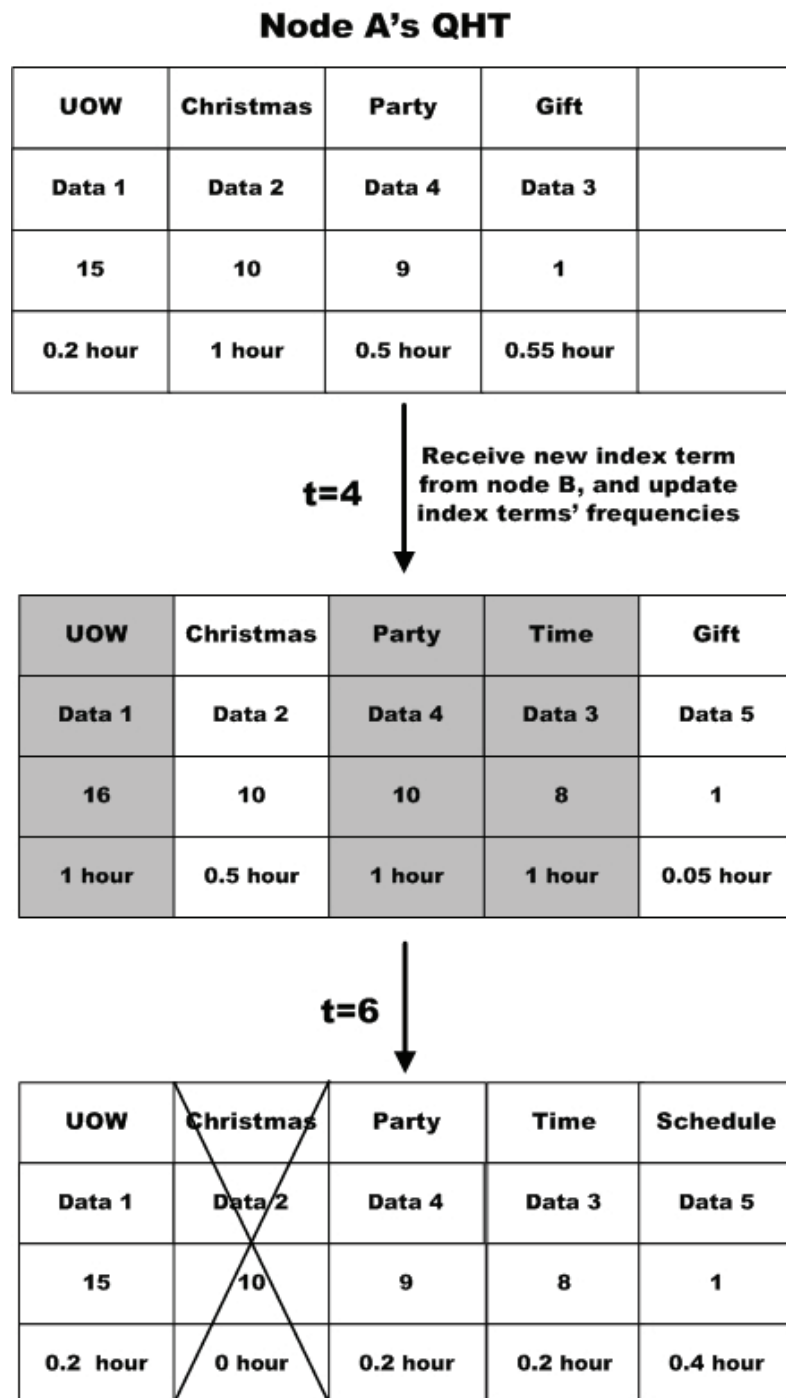 Node A's QHT
UOW Christmas Party Gift
Data 1 Data 2 Data 4 Data 3
15 10 9 1
0.2 hour 1 hour 0.5 hour 0.55 hour
t=4
Receive new index term
from node B, and update
index terms' frequencies
UOW Christmas Party Time Gift
Data 1 Data 2 Data 4 Data 3 Data 5
16 10 10 8 1
1 hour 0.5 hour 1 hour 1 hour 0.05 hour
t=6
UOW Christmas Party Time Schedule
Data 1 Data 2 Data 4 Data 3 Data 5
15 10 9 8 1
0.2 hour 0 hour 0.2 hour 0.2 hour 0.4 hour